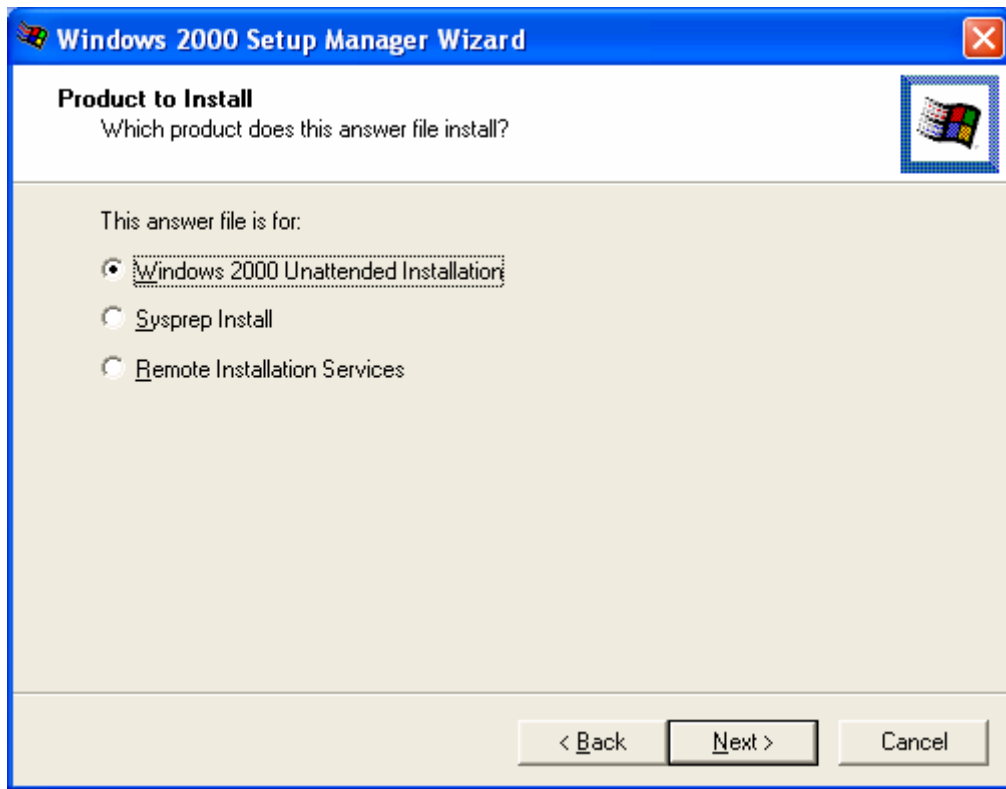 Windows 2000 Setup Manager Wizard
Product to Install
Which product does this answer file install?
This answer file is for:
Windows 2000 Unattended Installation
Sysprep Install
Remote Installation Services
< Back Next > Cancel